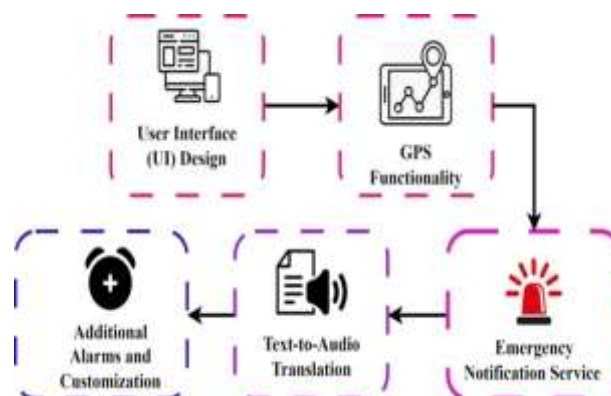 User Interface
(UI) Design
GPS
Functionality
Emergency
Notification Service
Text-to-Audio
Translation
Additional
Alarms and
Customization